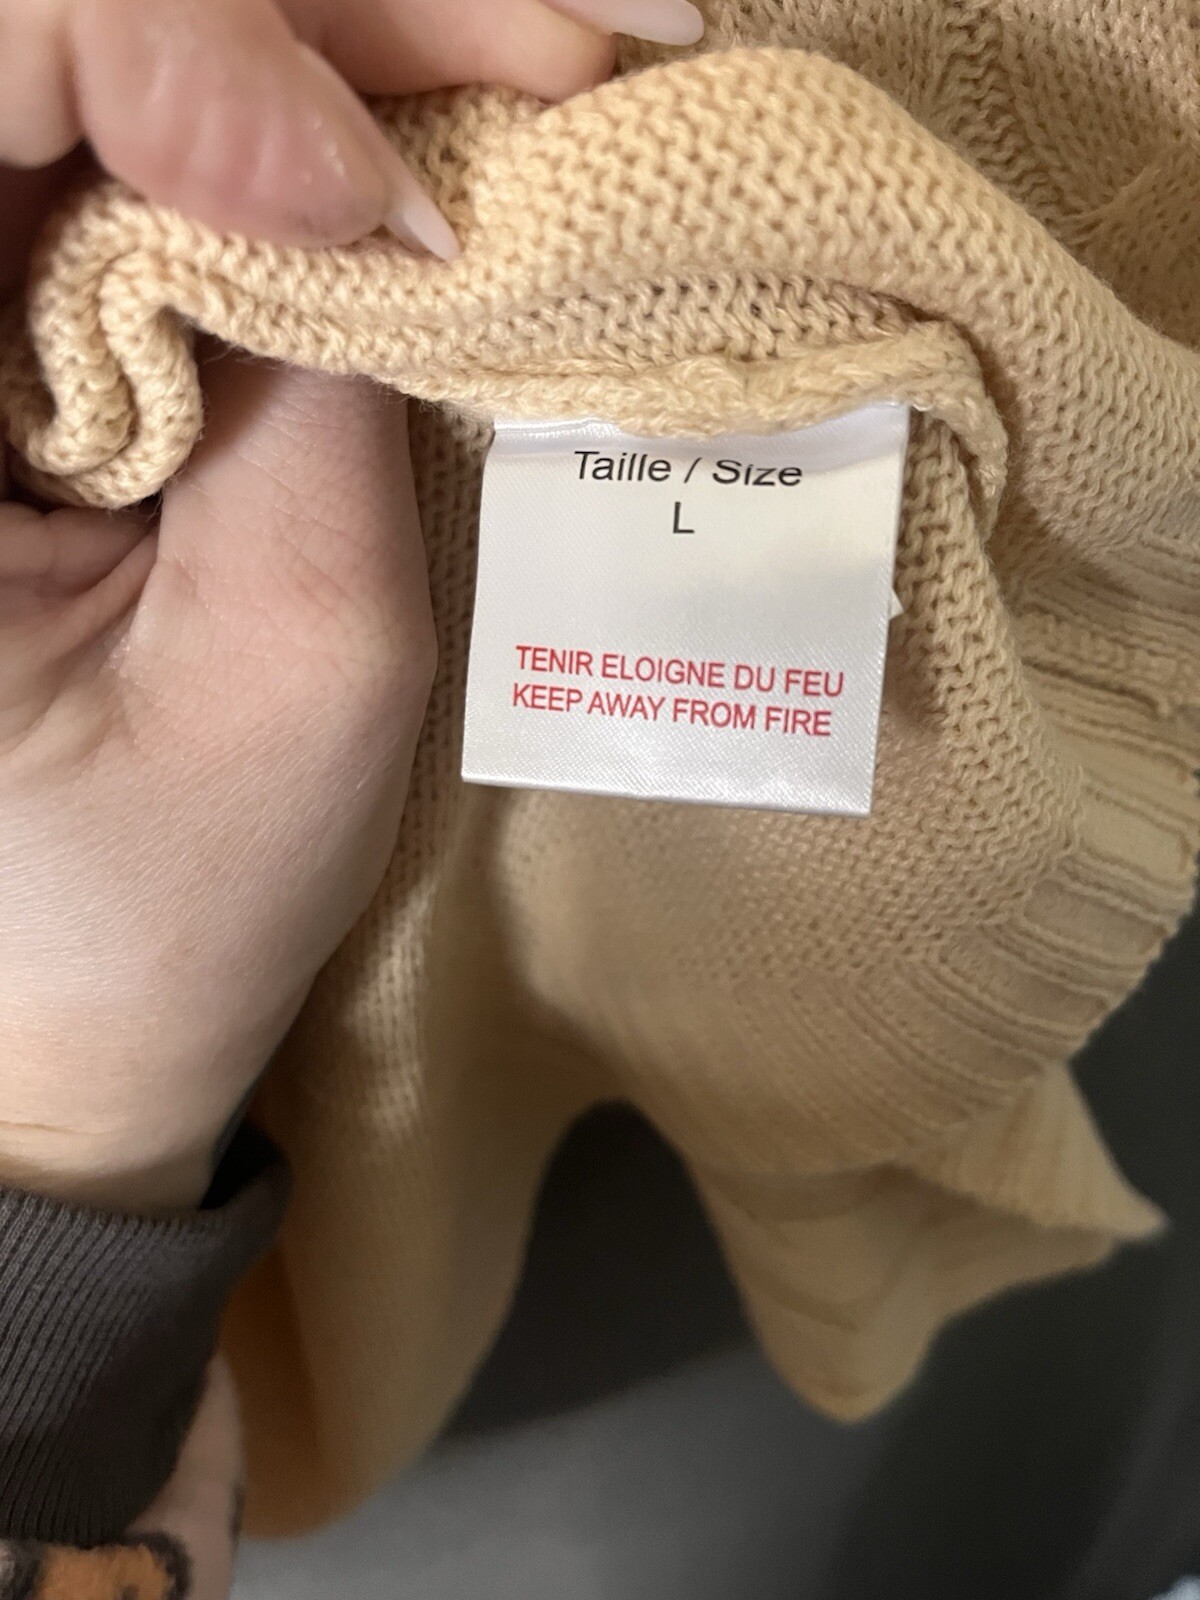 Taille / Size
L
TENIR ELOIGNE DU FEU
KEEP AWAY FROM FIRE